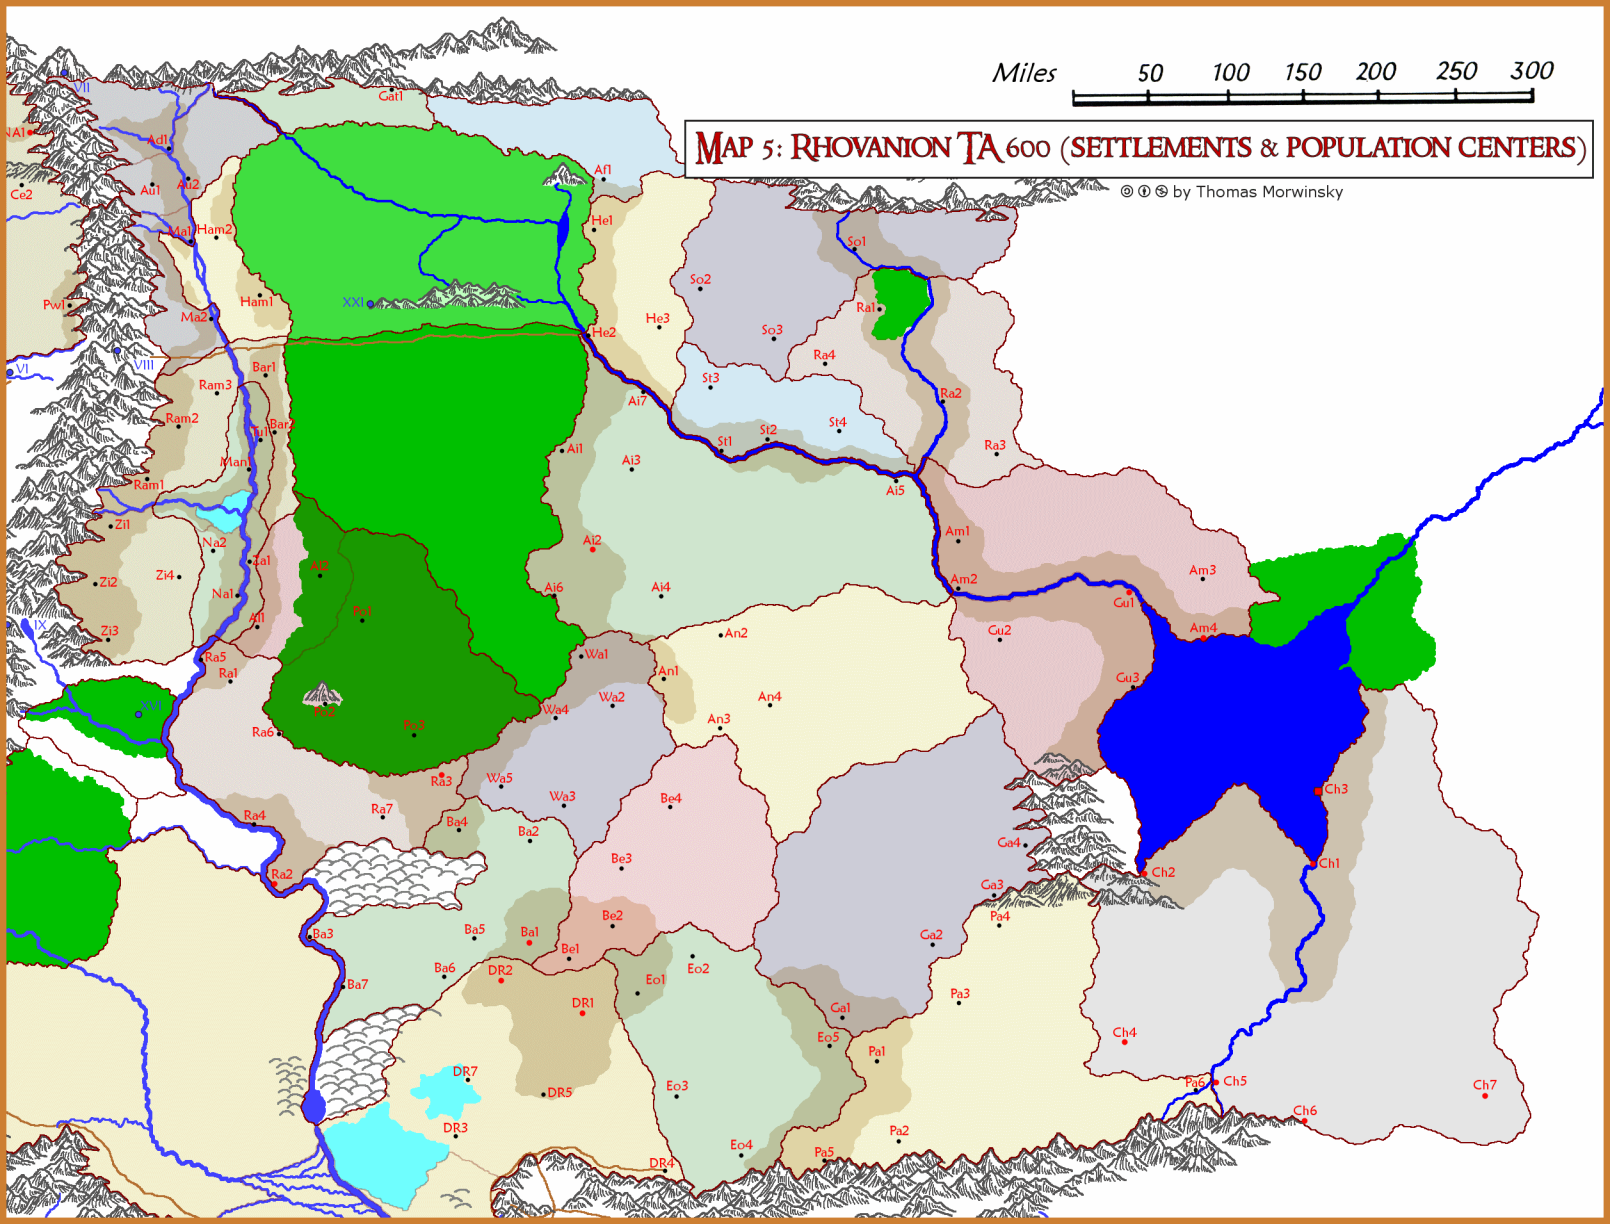 Miles 50 100 150 200 250 300
MAP 5: RHOVANION TA 600 (SETTLEMENTS & POPULATION CENTERS)
by Thomas Morwinsky
VII
Gat1
NA1
Ad1
Af1
Ce2
Au1
Au2
Ma1
Ham2
He1
So1
So2
Pw1
Ham1
XXI
Ra1
Ma2
He3
He2
So3
Ra4
VI
VIII
Bar1
St3
Ram3
Ai7
Ra2
Ram2
St4
St2
St1
Ra3
Man
Ai1
Ai3
Ram1
Ai5
Zi1
Na2
Ai2
Am1
Za1
Zi4
Al2
Am3
Zi2
Na1
Ai6
Ai4
Am2
Gu1
Al1
Po1
IX
Zi3
An2
Gu2
Am4
Ra5
Wa1
Ra1
An1
Gu3
XVI
Po2
Wa4
Wa2
An4
Ra6
Po3
An3
Ra3
Wa5
Wa3
Be4
Ch3
Ra4
Ra7
Ba4
Ba2
Ga4
Be3
Ch1
Ra2
Ch2
Ga3
Pa4
Ba3
Ba5
Ba1
Be2
Ga2
Be1
Ba6
DR2
Eo1
Eo2
Ba7
DR1
Pa3
Ga1
Eo5
Pa1
Ch4
DR7
DR5
Eo3
Pa6
Ch5
Ch7
Ch6
DR3
Eo4
Pa2
Pa5
DR4